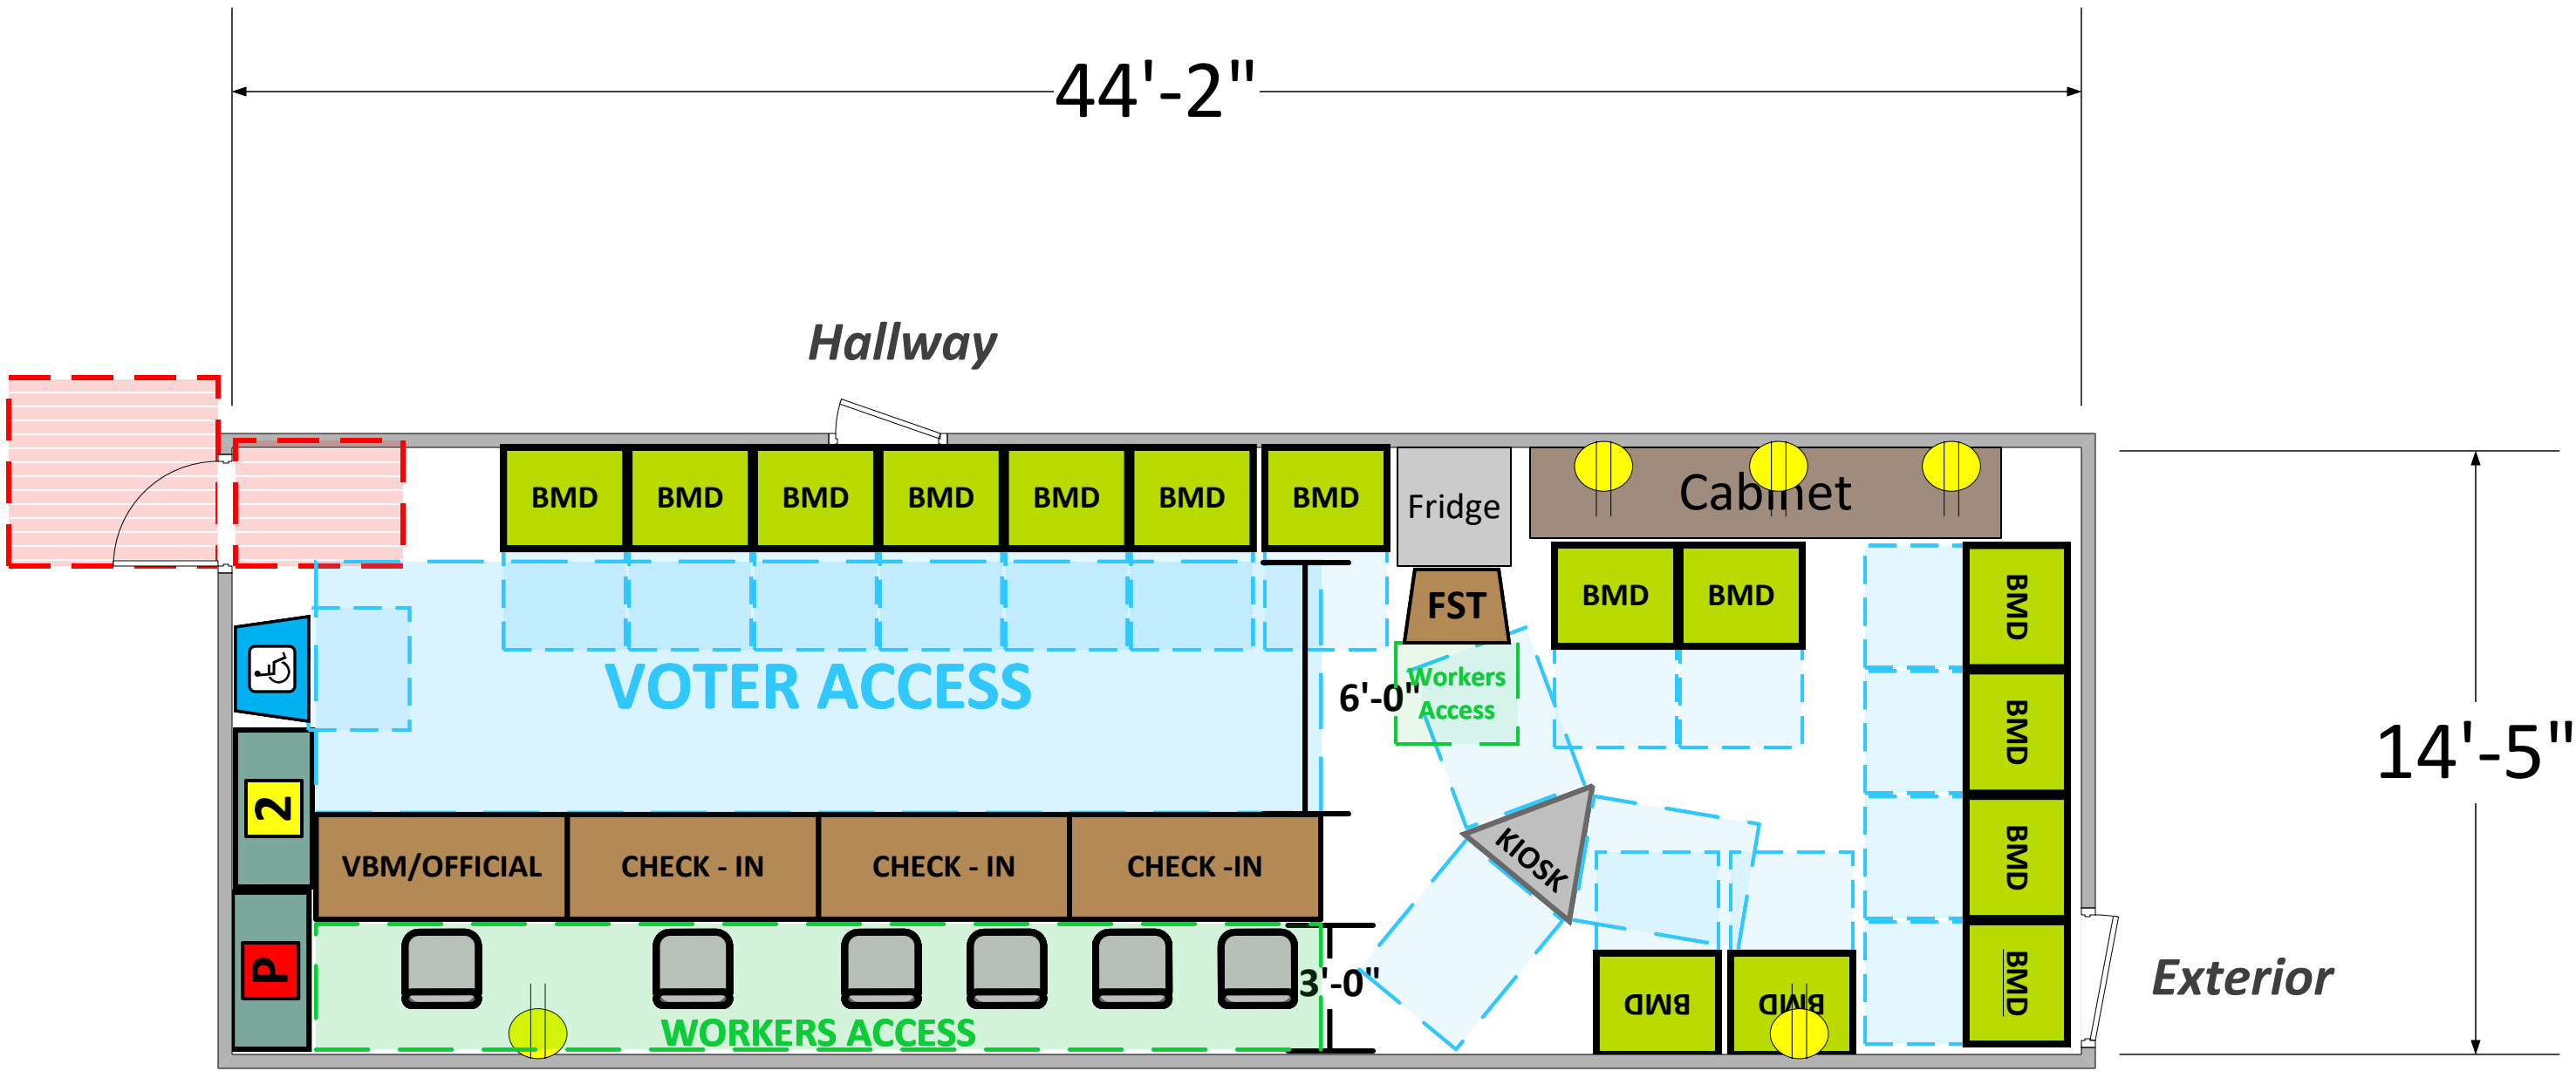 44'-2"
Hallway
BMD BMD BMD BMD BMD BMD BMD
Fridge
Cabinet
BMD BMD
BMD
FST
Workers
Access
VOTER ACCESS
6'-0"
BMD
14'-5"
2
KIOSK
BMD
VBM/OFFICIAL CHECK - IN CHECK - IN CHECK -IN
P
3'-0"
BMD BMD
BMD
Exterior
WORKERS ACCESS